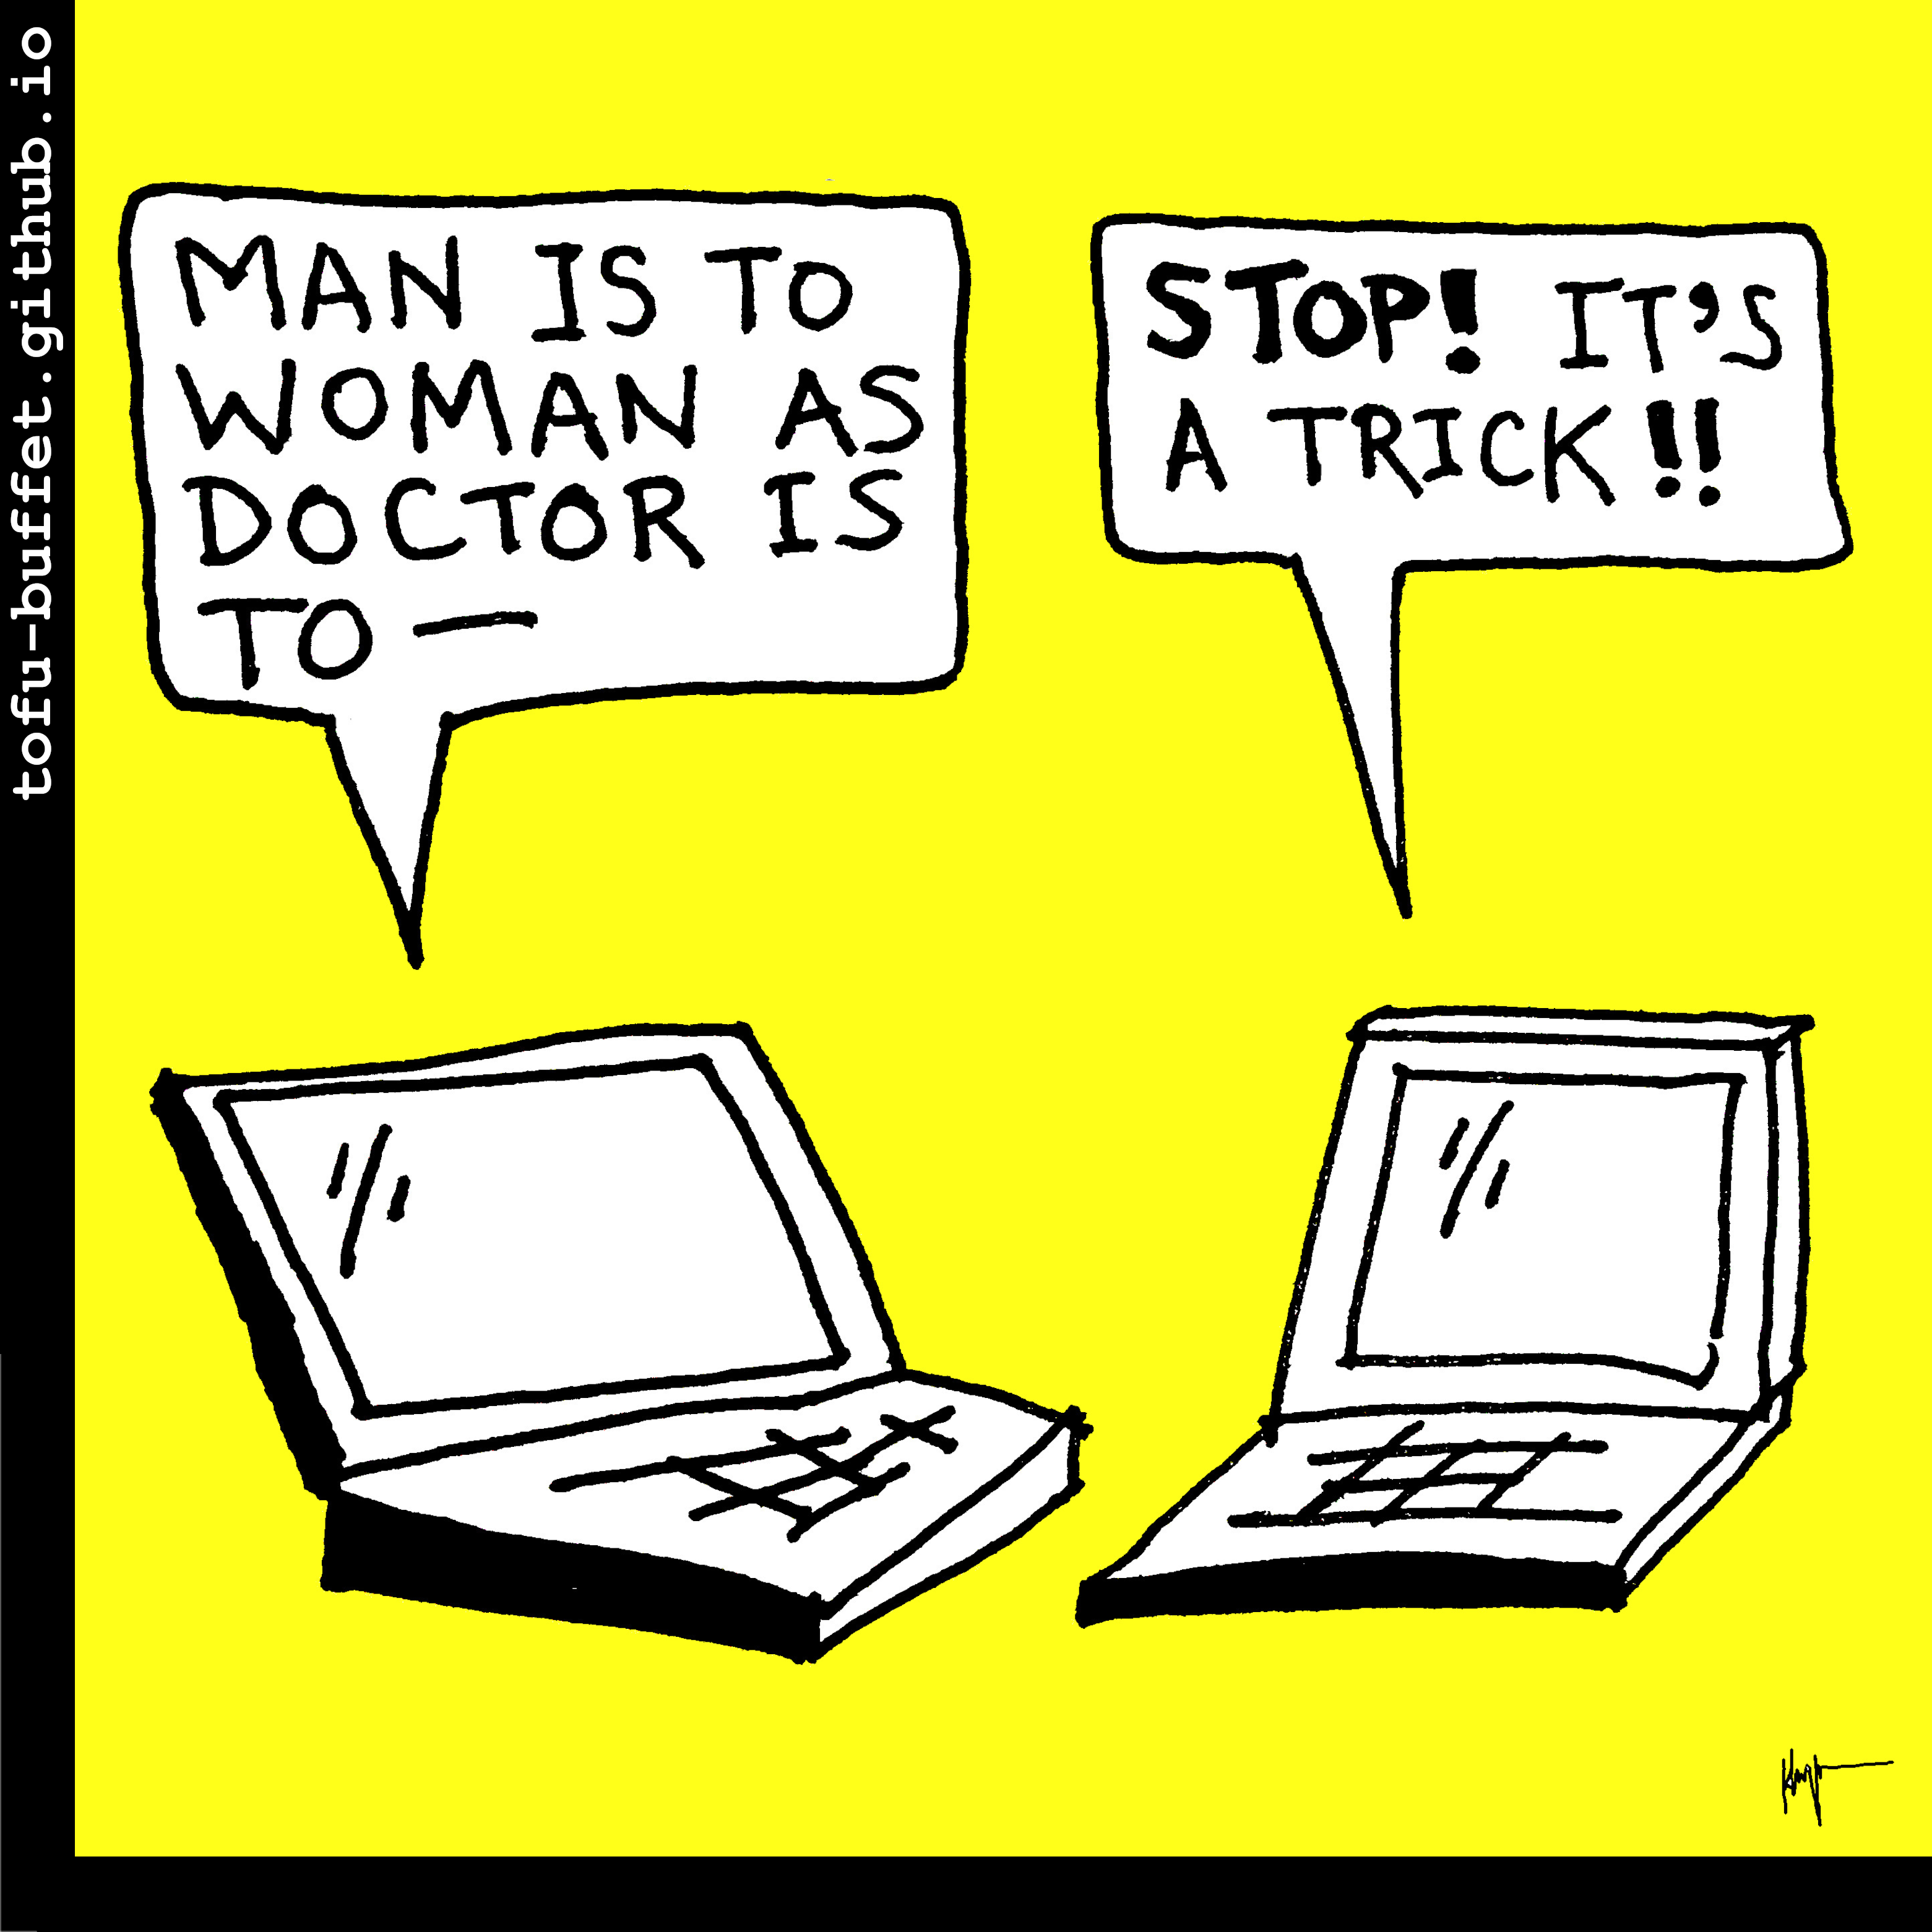 tofu-buffet.github.io
MAN IS TO
WOMAN AS
DOCTOR IS
TO —
STOP! IT'S
A TRICK!!